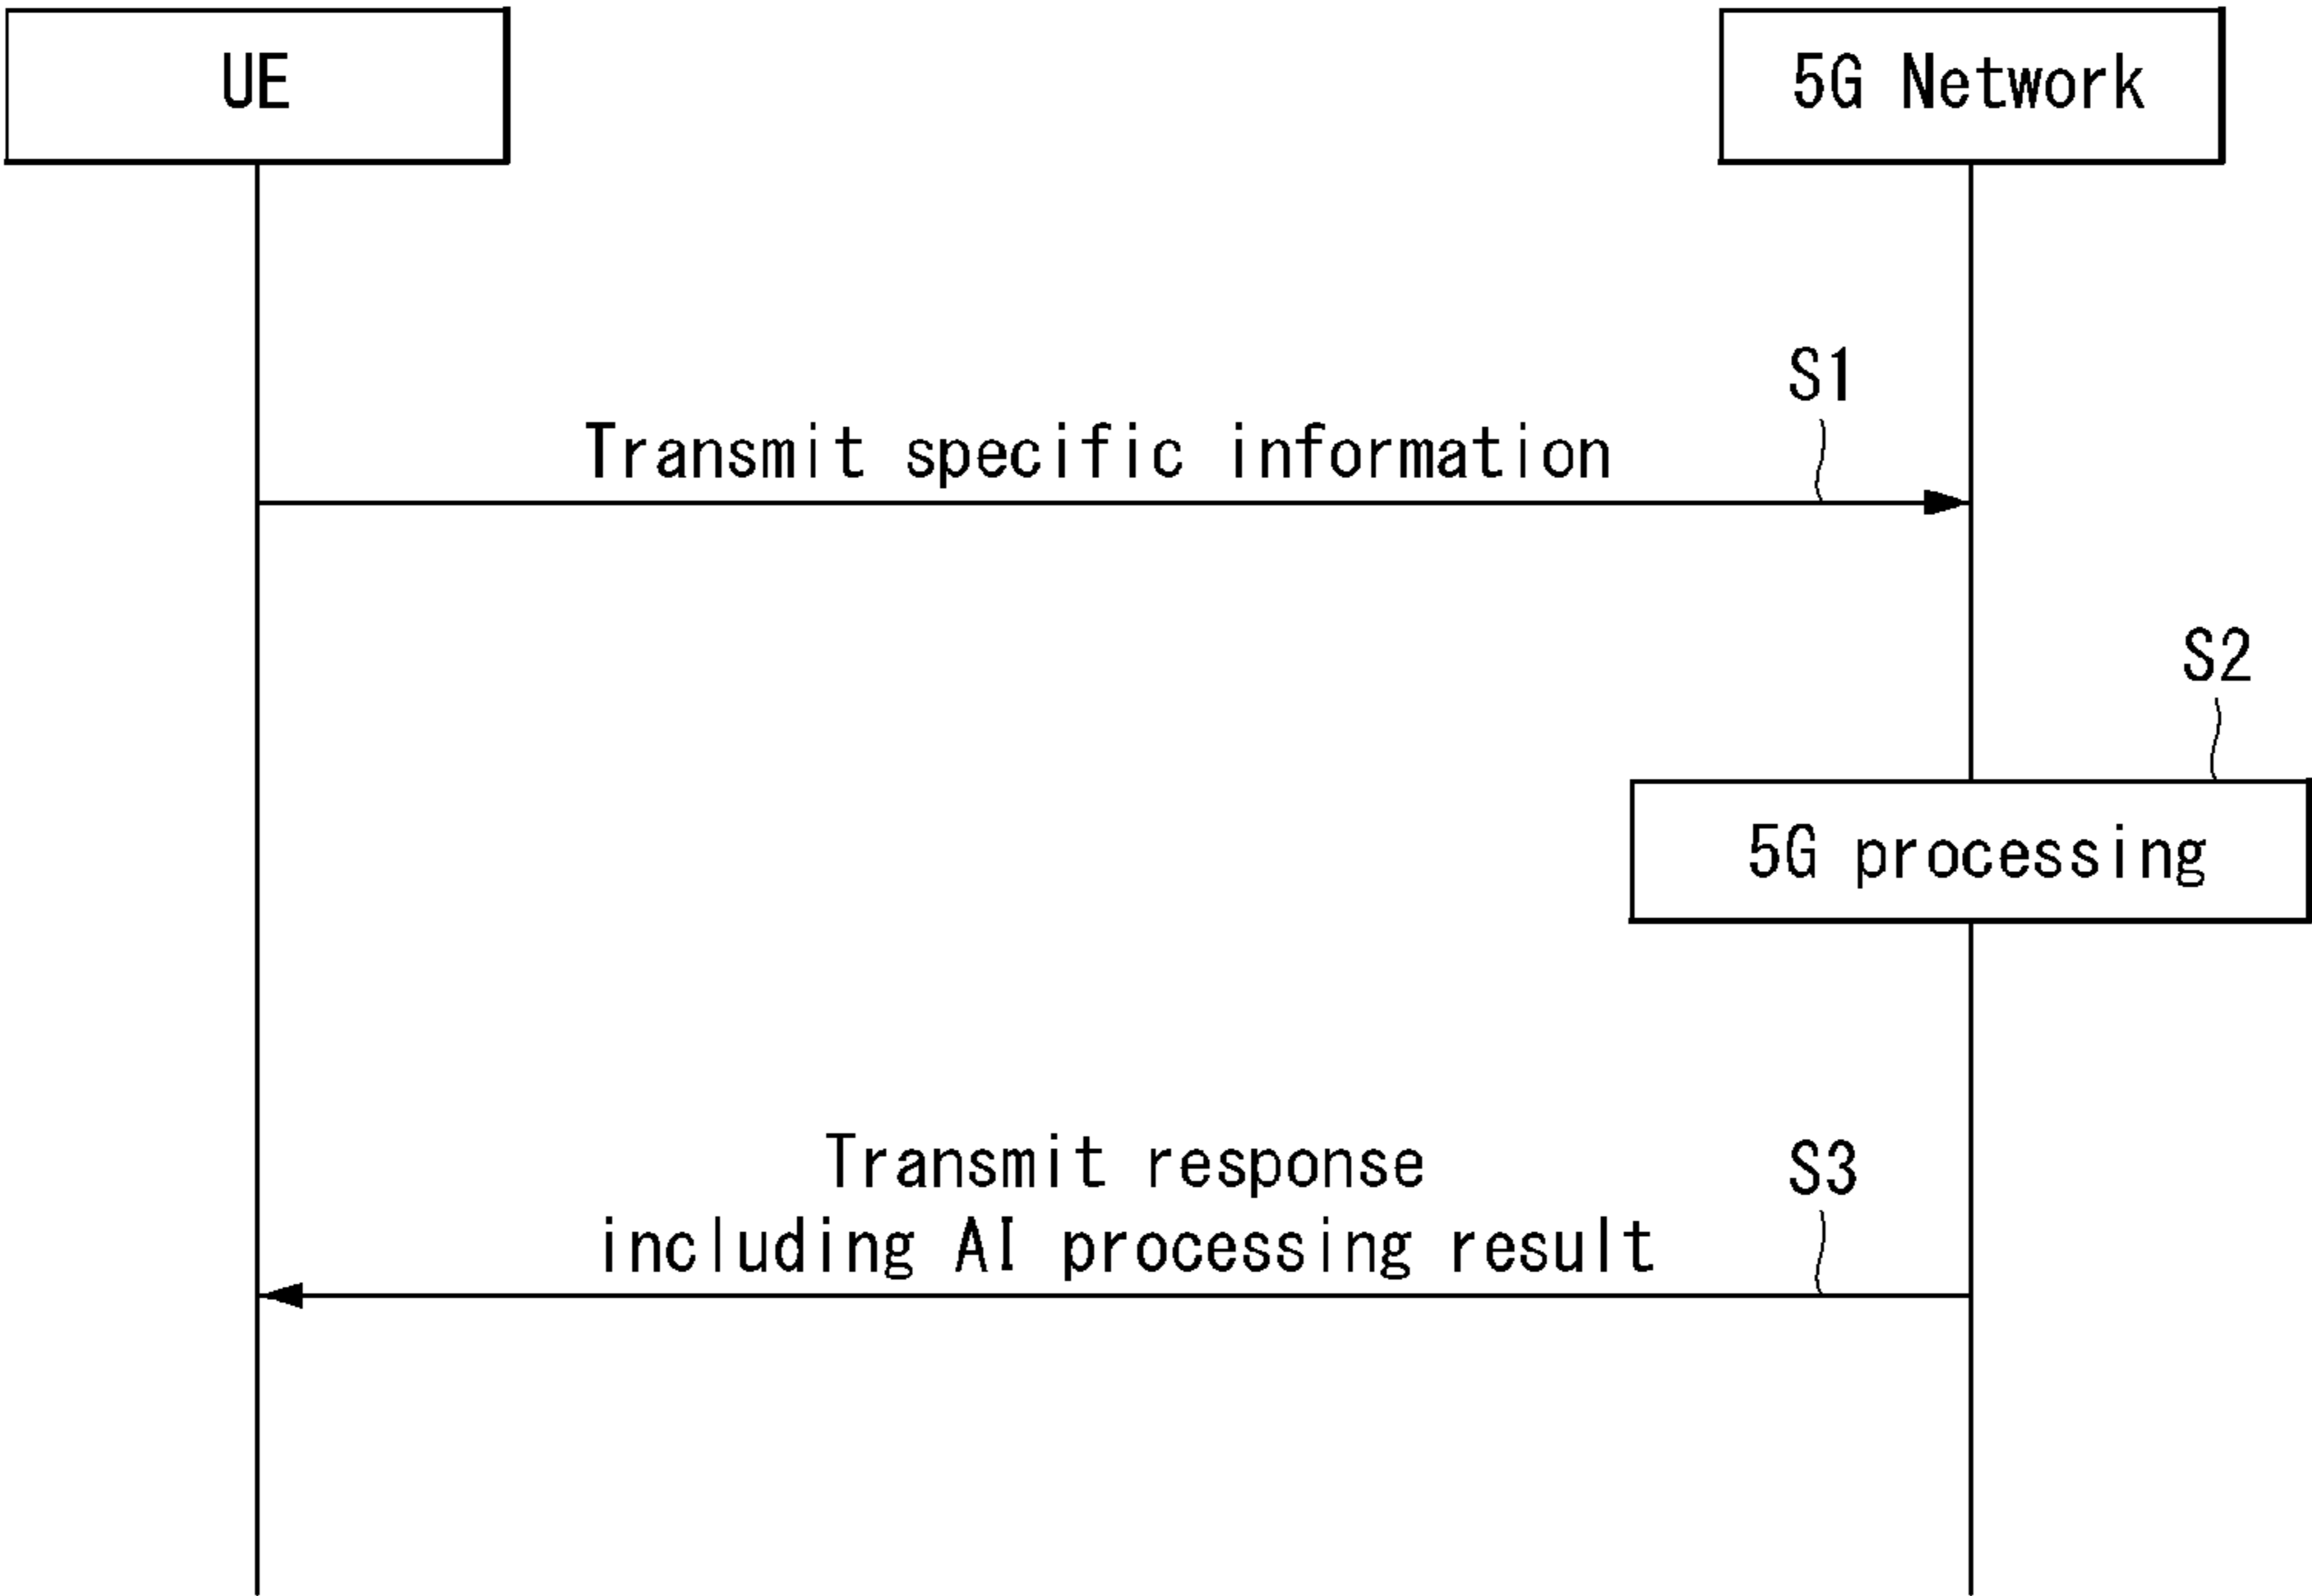 UE
5G Network
S1
Transmit specific information
S2
5G processing
Transmit response
S3
including AI processing result